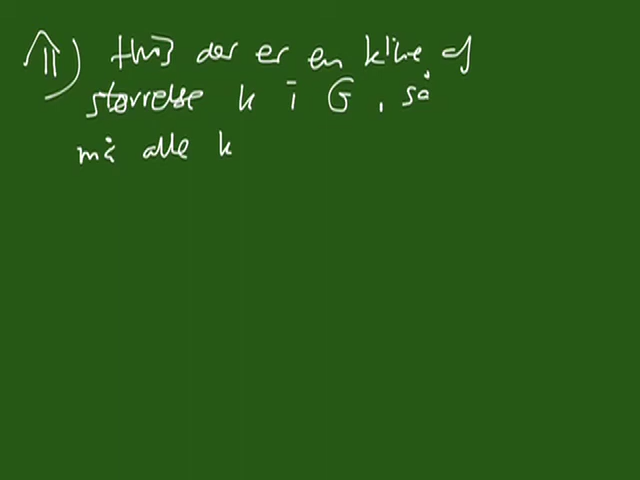 ⇑) Hvis der er en klike af
størrelse k i G, så
må alle k